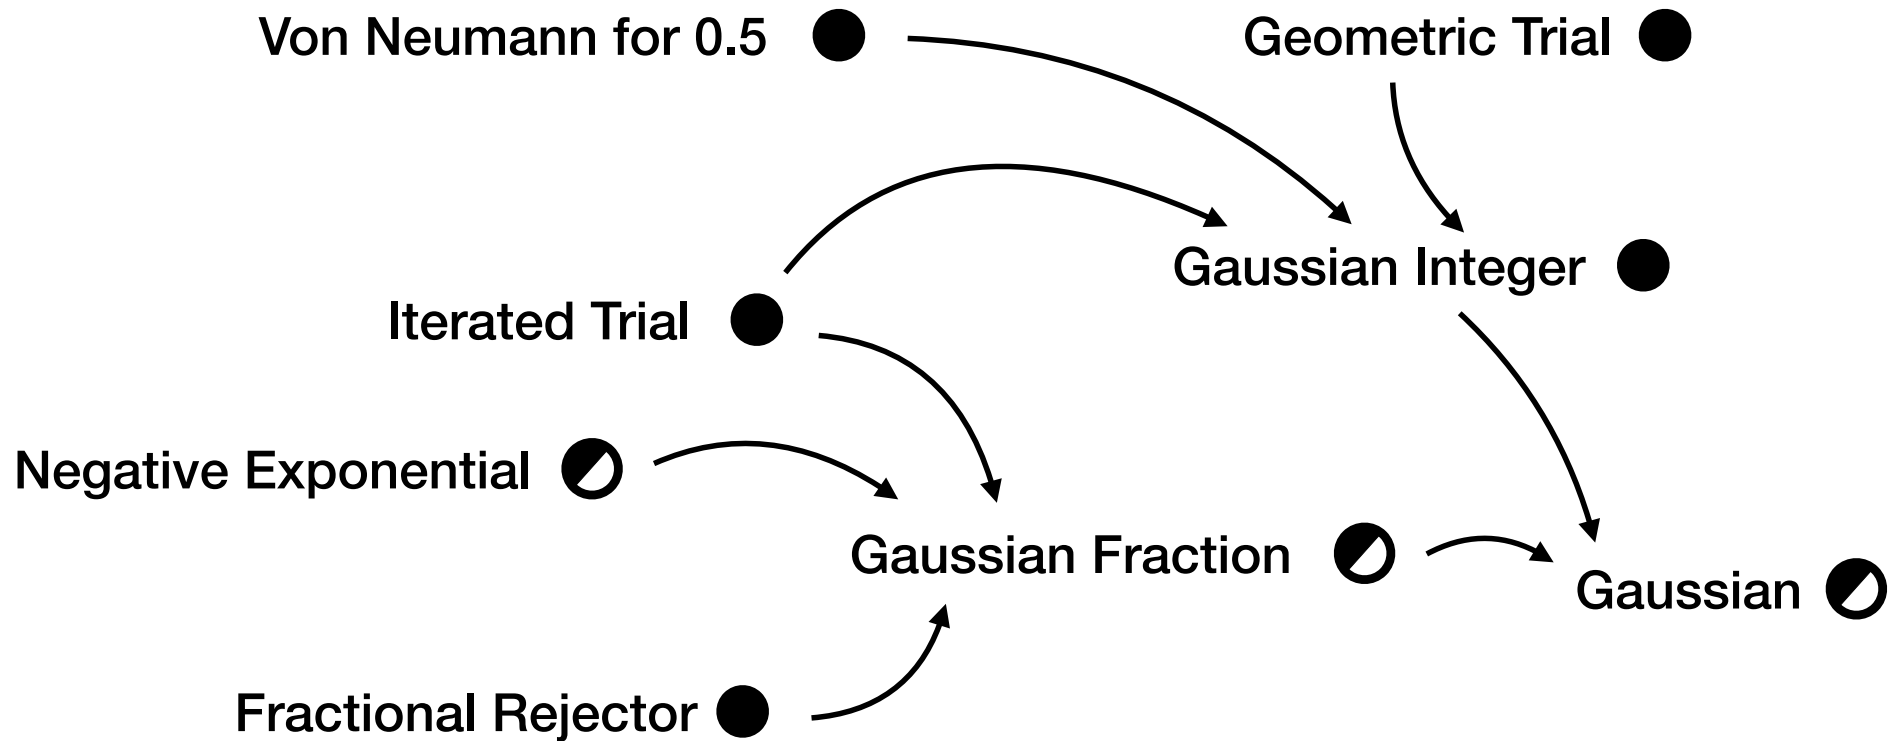 Von Neumann for 0.5
Geometric Trial
Gaussian Integer
Iterated Trial
Negative Exponential
Gaussian Fraction
Gaussian
Fractional Rejector